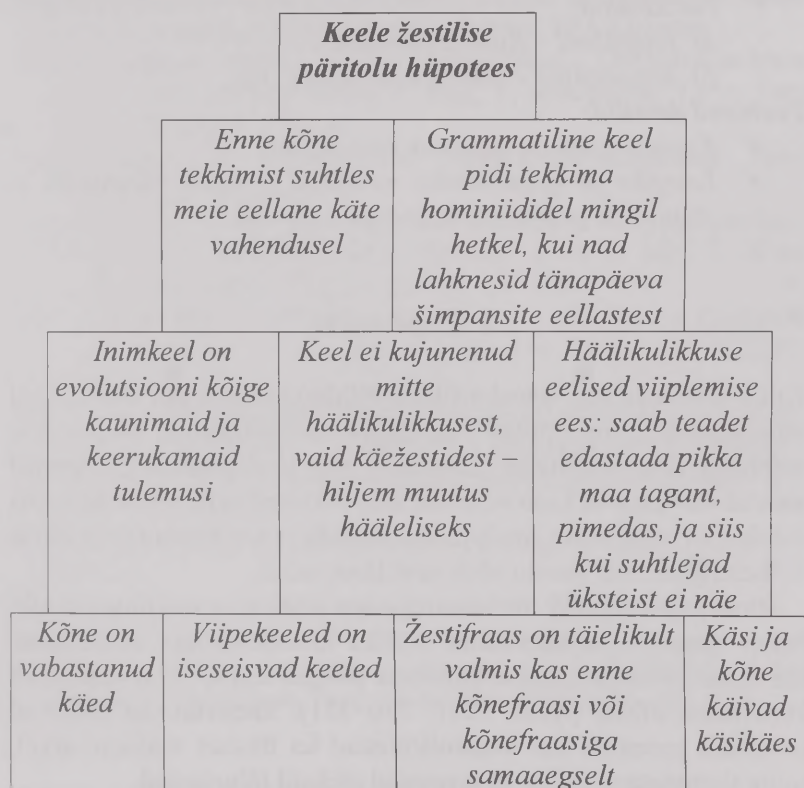 Keele žestilise
päritolu hüpotees
Enne kõne
tekkimist suhtles
meie eellane käte
vahendusel
Grammatiline keel
pidi tekkima
hominiididel mingil
hetkel, kui nad
lahknesid tänapäeva
šimpansite eellastest
Inimkeel on
evolutsiooni kõige
kaunimaid ja
keerukamaid
tulemusi
Keel ei kujunenud
mitte
häälikulikkusest,
vaid käežestidest –
hiljem muutus
hääleliseks
Häälikulikkuse
eelised viiplemise
ees: saab teadet
edastada pikka
maa tagant,
pimedas, ja siis
kui suhtlejad
üksteist ei näe
Kõne on
vabastanud
käed
Viipekeeled on
iseseisvad keeled
Žestifraas on täielikult
valmis kas enne
kõnefraasi või
kõnefraasiga
samaaegselt
Käsi ja
kõne
käivad
käsikäes